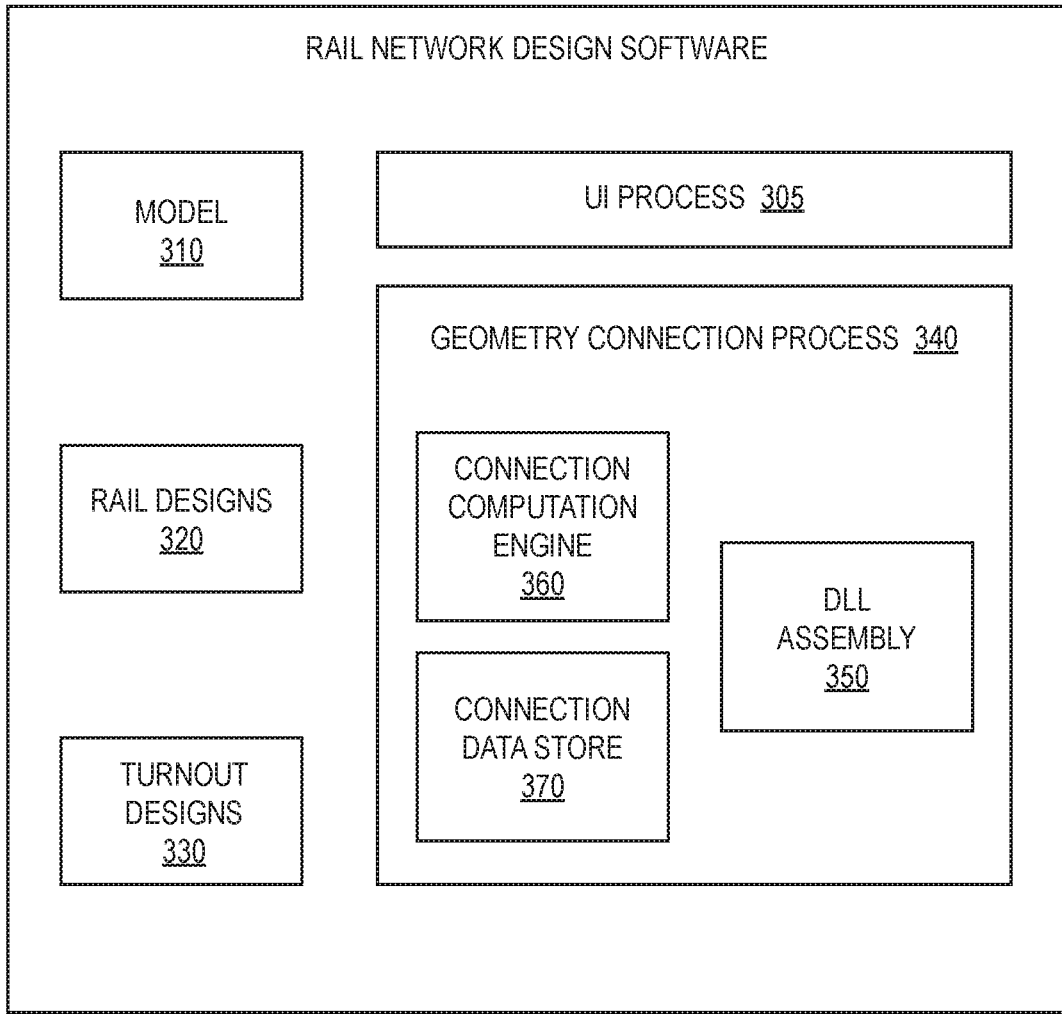 RAIL NETWORK DESIGN SOFTWARE
MODEL
310
UI PROCESS 305
GEOMETRY CONNECTION PROCESS 340
RAIL DESIGNS
320
CONNECTION
COMPUTATION
ENGINE
360
DLL
ASSEMBLY
350
CONNECTION
DATA STORE
370
TURNOUT
DESIGNS
330